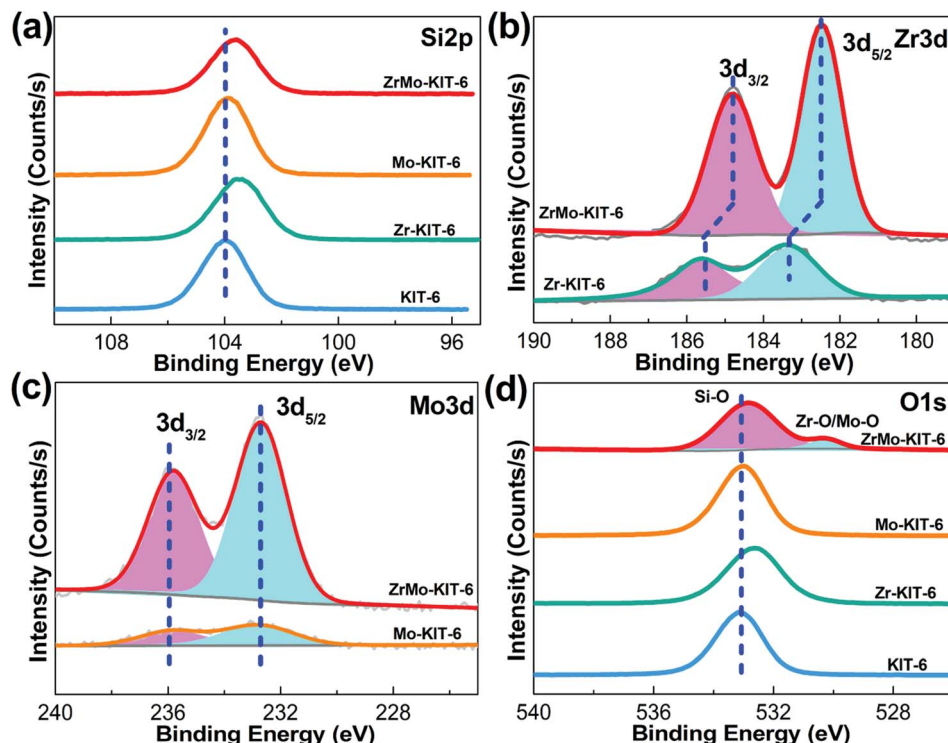 (a)
Si2p
ZrMo-KIT-6
Mo-KIT-6
Zr-KIT-6
KIT-6
Intensity (Counts/s)
108 104 100 96
Binding Energy (eV)
(b)
Zr3d
3d3/2
3d5/2
ZrMo-KIT-6
Zr-KIT-6
Intensity (Counts/s)
190 188 186 184 182 180
Binding Energy (eV)
(c)
Mo3d
3d3/2
3d5/2
ZrMo-KIT-6
Mo-KIT-6
Intensity (Counts/s)
240 236 232 228
Binding Energy (eV)
(d)
O1s
Si-O
Zr-O/Mo-O
ZrMo-KIT-6
Mo-KIT-6
Zr-KIT-6
KIT-6
Intensity (Counts/s)
540 536 532 528
Binding Energy (eV)